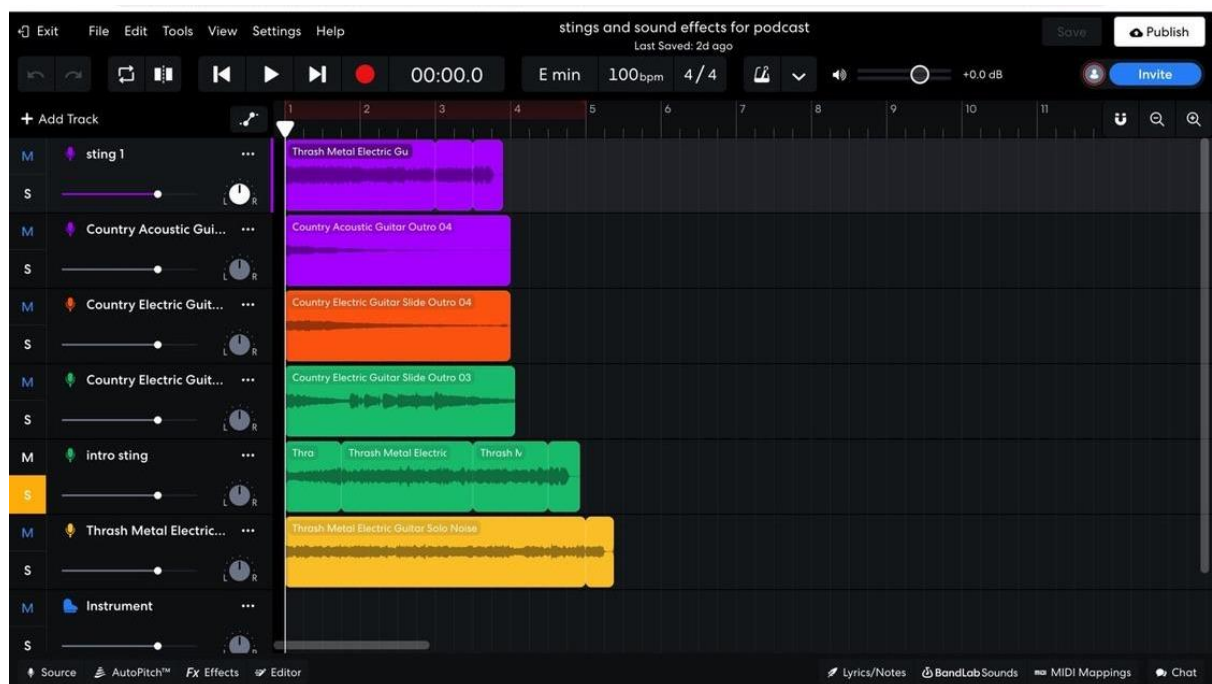 Exit File Edit Tools View Settings Help
stings and sound effects for podcast
Last Saved: 2d ago
Save Publish
00:00.0 E min 100bpm 4/4 +0.0 dB Invite
+ Add Track
1 2 3 4 5 6 7 8 9 10 11
M sting 1 ...
S L R
Thrash Metal Electric Gu
M Country Acoustic Gui... ...
S L R
Country Acoustic Guitar Outro 04
M Country Electric Guit... ...
S L R
Country Electric Guitar Slide Outro 04
M Country Electric Guit... ...
S L R
Country Electric Guitar Slide Outro 03
M intro sting ...
S L R
Thra Thrash Metal Electric Thrash M
M Thrash Metal Electric... ...
S L R
Thrash Metal Electric Guitar Solo Noise
M Instrument ...
S L R
Source AutoPitch™ Fx Effects Editor Lyrics/Notes BandLab Sounds MIDI Mappings Chat